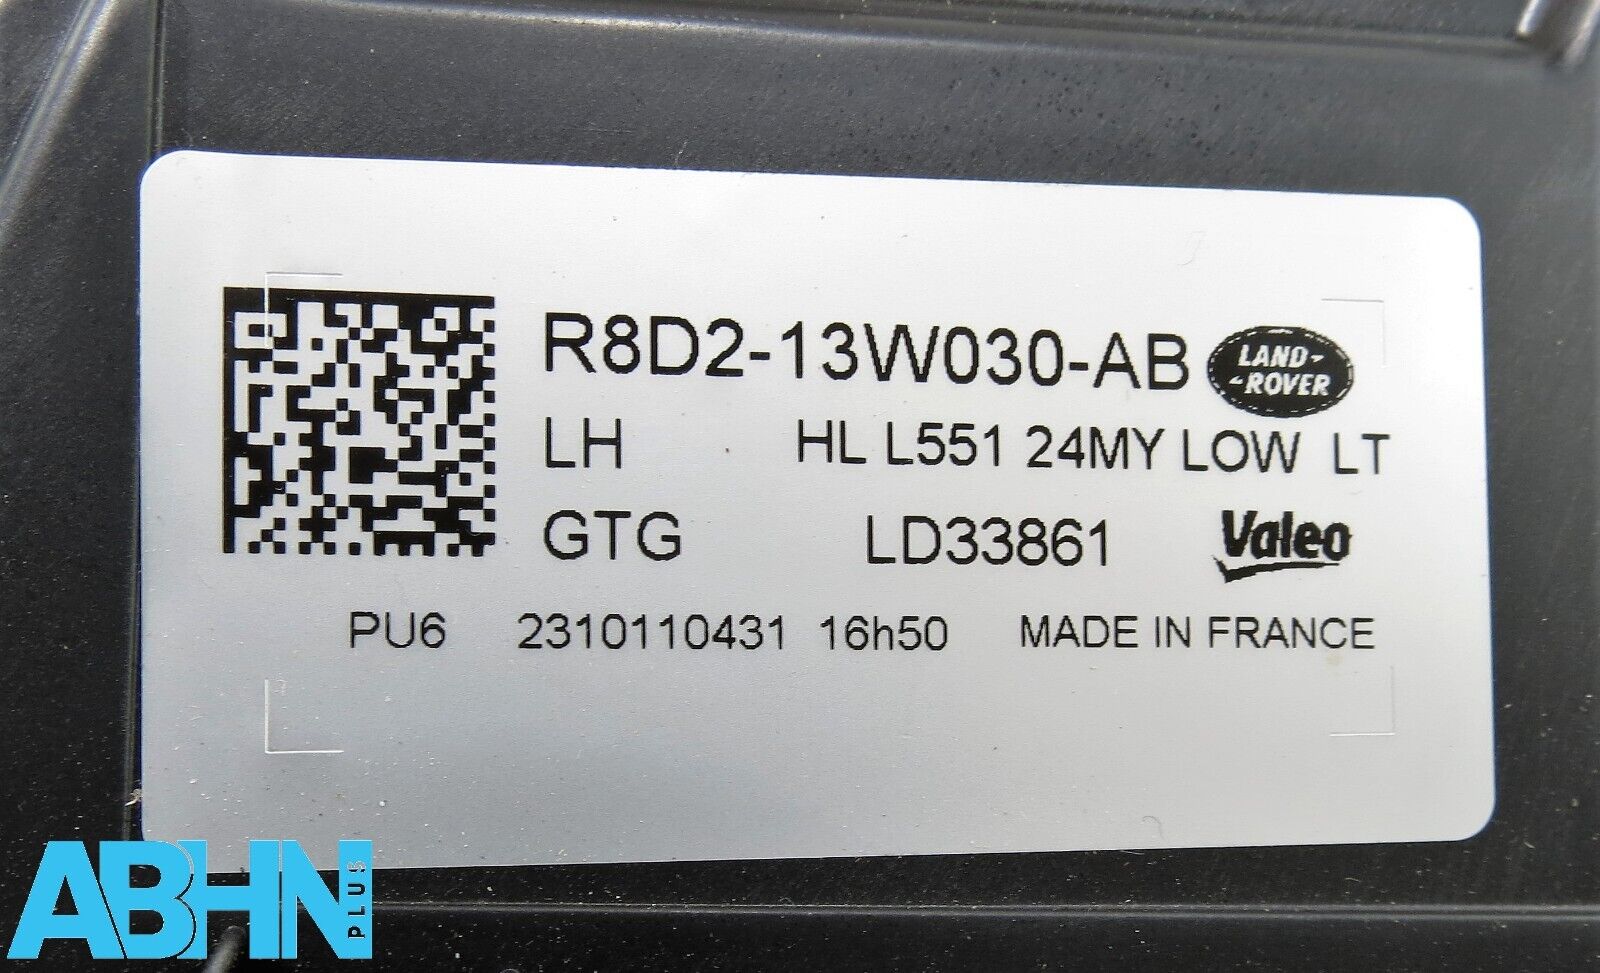 R8D2-13W030-AB LAND-
-ROVER
LH HL L551 24MY LOW LT
GTG LD33861 Valeo
PU6 2310110431 16h50 MADE IN FRANCE
ABHN PLUS